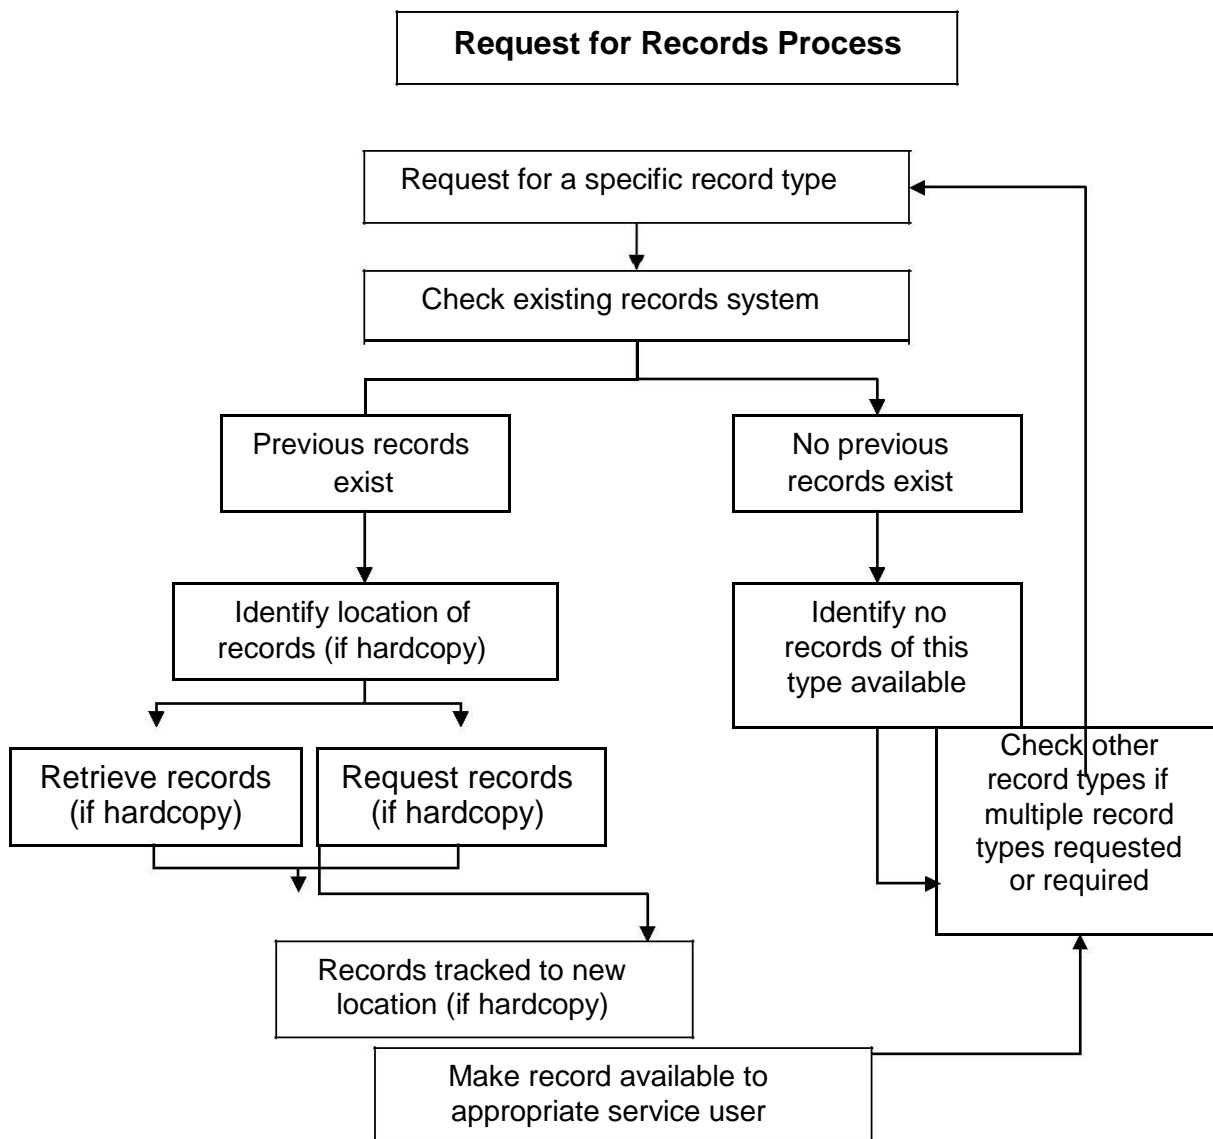 Request for Records Process
Request for a specific record type
Check existing records system
Previous records
exist
No previous
records exist
Identify location of
records (if hardcopy)
Identify no
records of this
type available
Retrieve records
(if hardcopy)
Request records
(if hardcopy)
Check other
record types if
multiple record
types requested
or required
Records tracked to new
location (if hardcopy)
Make record available to
appropriate service user